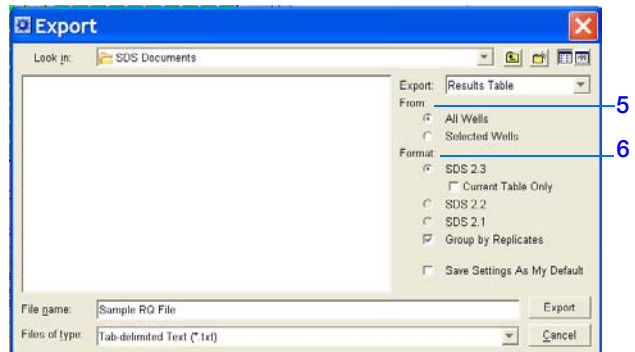 Export
Look in: SDS Documents
Export: Results Table
From:
5
All Wells
Selected Wells
Format:
6
SDS 2.3
Current Table Only
SDS 2.2
SDS 2.1
Group by Replicates
Save Settings As My Default
File name: Sample RQ File
Export
Files of type: Tab-delimited Text (*.txt)
Cancel